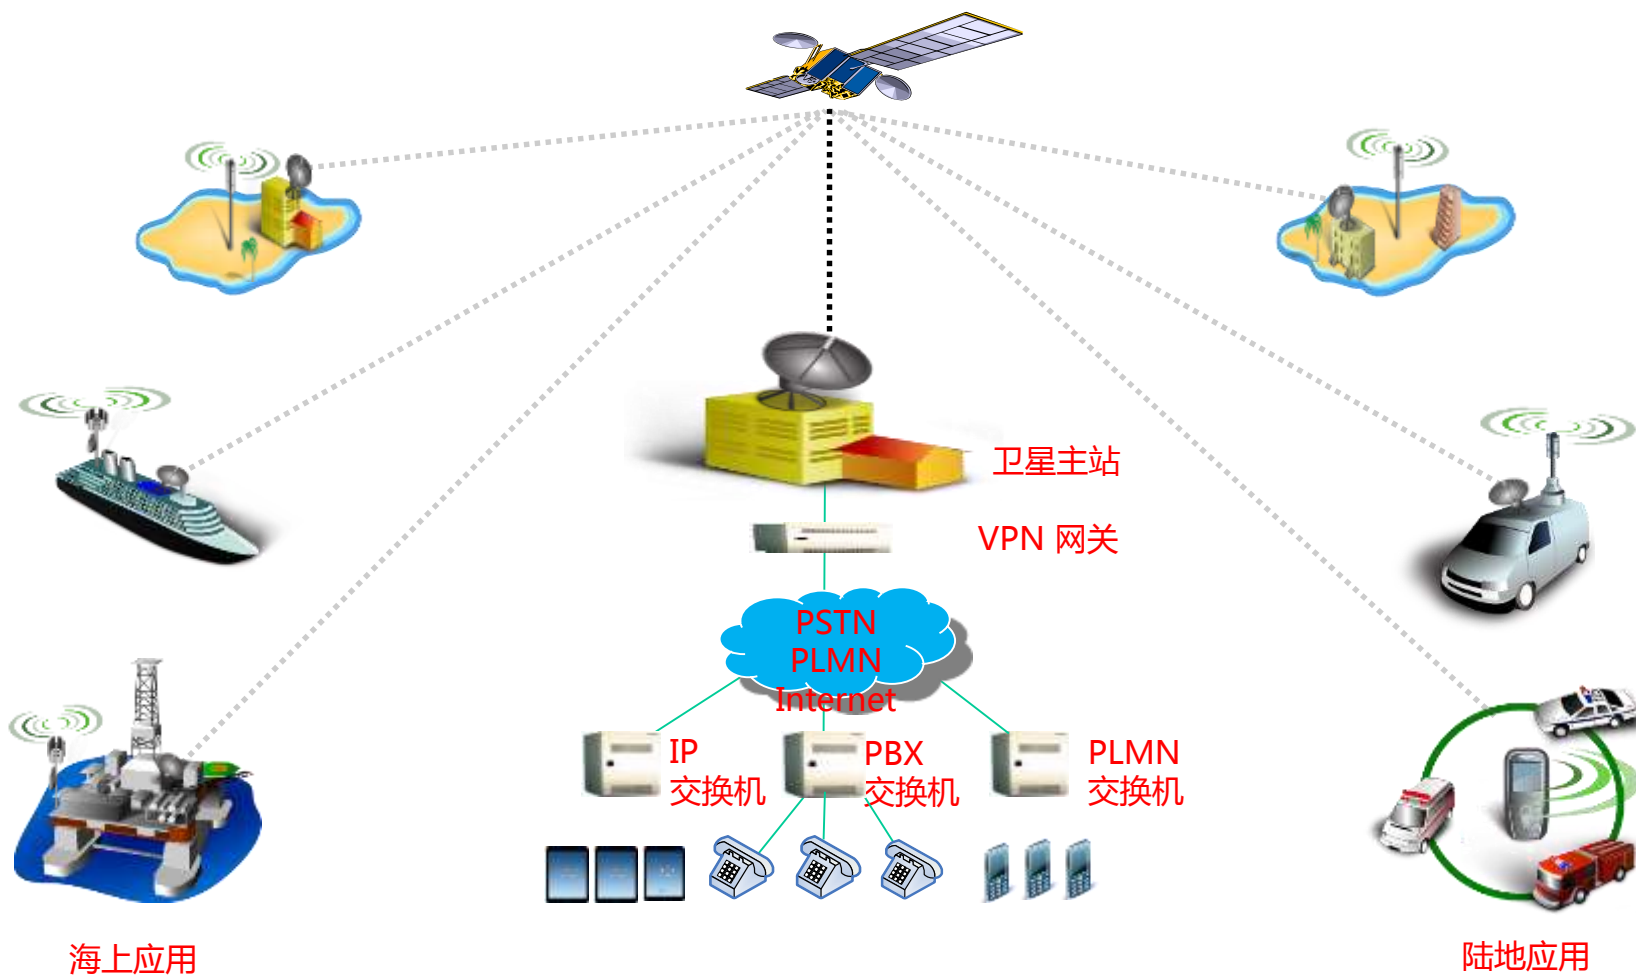 卫星主站
VPN 网关
PSTN
PLMN
Internet
IP
交换机
PBX
交换机
PLMN
交换机
海上应用
陆地应用